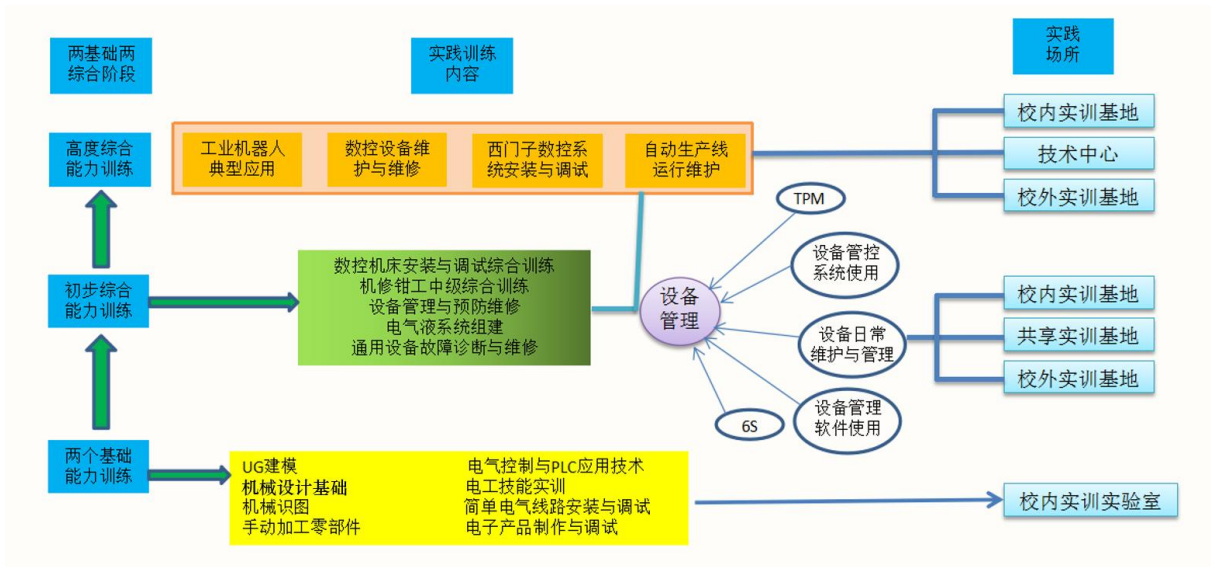 两基础两
综合阶段
实践训练
内容
实践
场所
高度综合
能力训练
工业机器人
典型应用
数控设备维
护与维修
西门子数控系
统安装与调试
自动生产线
运行维护
校内实训基地
技术中心
校外实训基地
初步综合
能力训练
数控机床安装与调试综合训练
机修钳工中级综合训练
设备管理与预防维修
电气液系统组建
通用设备故障诊断与维修
设备
管理
TPM
设备管控
系统使用
设备日常
维护与管理
设备管理
软件使用
6S
校内实训基地
共享实训基地
校外实训基地
两个基础
能力训练
UG建模
机械设计基础
机械识图
手动加工零部件
电气控制与PLC应用技术
电工技能实训
简单电气线路安装与调试
电子产品制作与调试
校内实训实验室